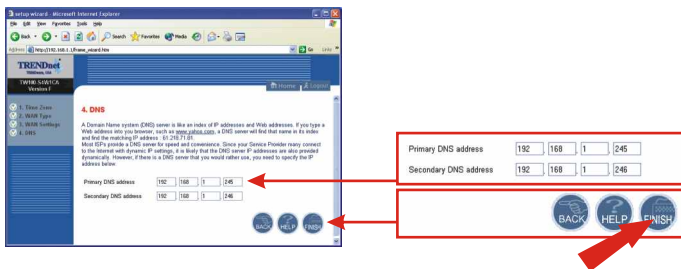 setup wizard - Microsoft Internet Explorer
File Edit View Favorites Tools Help
Back Search Favorites Media
Address http://192.168.1.1/frame_wizard.htm Go Links
TRENDnet
TRENDware, USA
TW100-S4W1CA
Version F
Home Logout
1. Time Zone
2. WAN Type
3. WAN Settings
4. DNS
4. DNS
A Domain Name system (DNS) server is like an index of IP addresses and Web addresses. If you type a
Web address into you browser, such as www.yahoo.com, a DNS server will find that name in its index
and find the matching IP address : 61.218.71.81.
Most ISPs provide a DNS server for speed and convenience. Since your Service Provider many connect
to the Internet with dynamic IP settings, it is likely that the DNS server IP addresses are also provided
dynamically. However, if there is a DNS server that you would rather use, you need to specify the IP
address below.
Primary DNS address 192 . 168 . 1 . 245
Secondary DNS address 192 . 168 . 1 . 246
BACK HELP FINISH
Primary DNS address 192 . 168 . 1 . 245
Secondary DNS address 192 . 168 . 1 . 246
BACK HELP FINISH